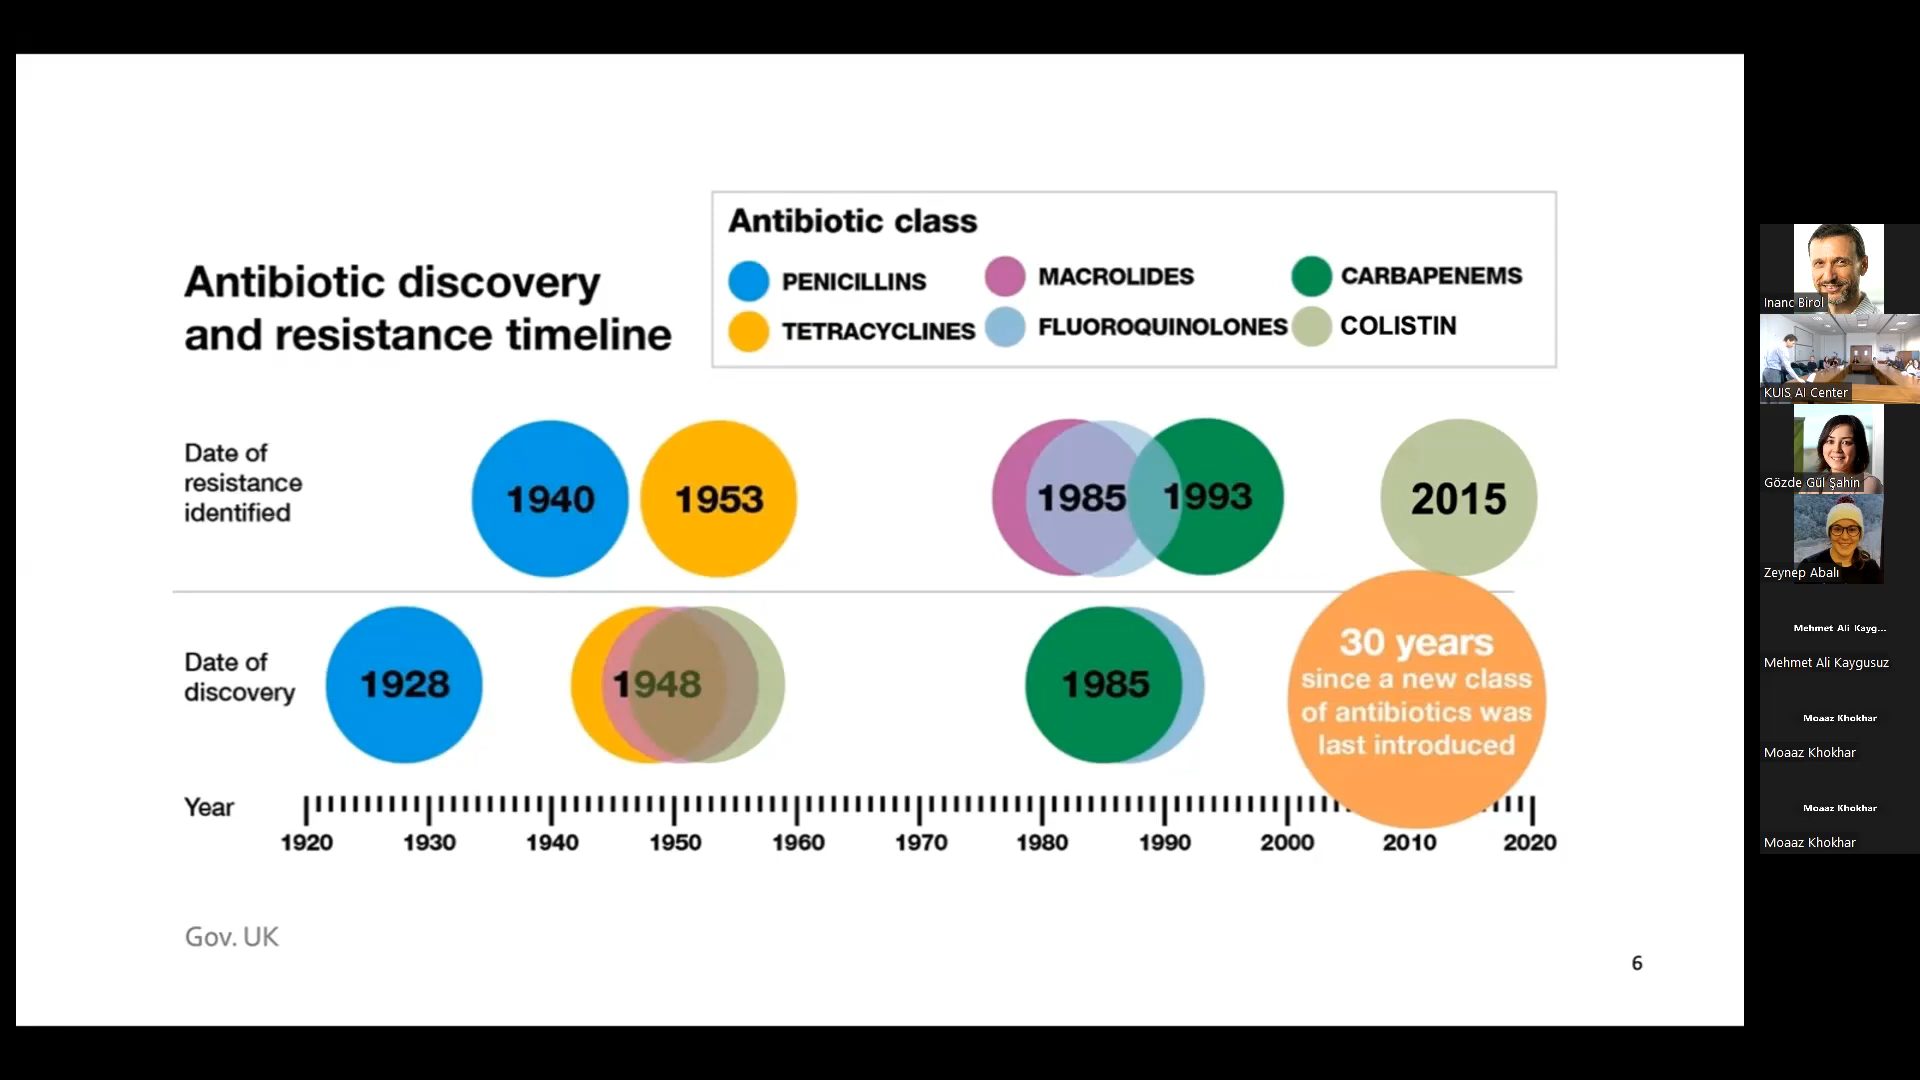 Antibiotic discovery
and resistance timeline
Antibiotic class
PENICILLINS
MACROLIDES
CARBAPENEMS
TETRACYCLINES
FLUOROQUINOLONES
COLISTIN
Date of
resistance
identified
1940
1953
1985
1993
2015
Date of
discovery
1928
1948
1985
30 years
since a new class
of antibiotics was
last introduced
Year
1920
1930
1940
1950
1960
1970
1980
1990
2000
2010
2020
Gov. UK
6
Inanc Birol
KUIS AI Center
Gözde Gül Şahin
Zeynep Abalı
Mehmet Ali Kayg...
Mehmet Ali Kaygusuz
Moaaz Khokhar
Moaaz Khokhar
Moaaz Khokhar
Moaaz Khokhar